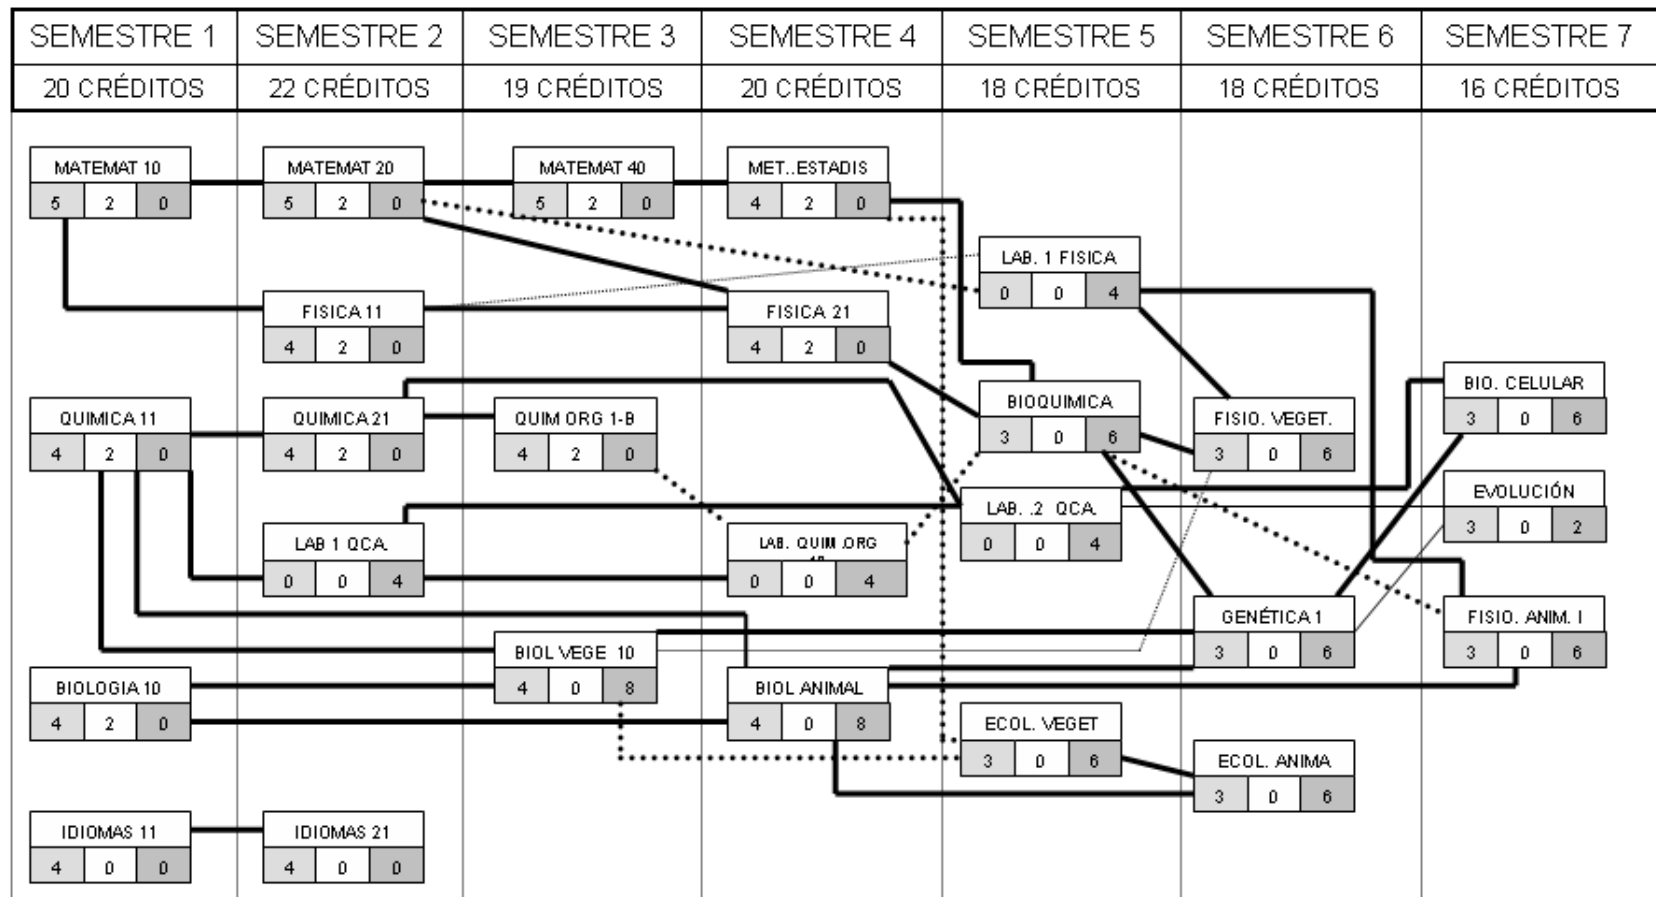 SEMESTRE 1 SEMESTRE 2 SEMESTRE 3 SEMESTRE 4 SEMESTRE 5 SEMESTRE 6 SEMESTRE 7
20 CRÉDITOS 22 CRÉDITOS 19 CRÉDITOS 20 CRÉDITOS 18 CRÉDITOS 18 CRÉDITOS 16 CRÉDITOS
MATEMAT 10 MATEMAT 20 MATEMAT 40 MET..ESTADIS
5 2 0 5 2 0 5 2 0 4 2 0
LAB. 1 FISICA
0 0 4
FISICA 11 FISICA 21
4 2 0 4 2 0
BIO. CELULAR
3 0 6
BIOQUIMICA
3 0 6
QUIMICA 11 QUIMICA 21 QUIM ORG 1-B FISIO. VEGET.
4 2 0 4 2 0 4 2 0 3 0 6
EVOLUCIÓN
3 0 2
LAB. .2 QCA.
0 0 4
LAB 1 QCA. LAB. QUIM .ORG
0 0 4 0 0 4
GENÉTICA 1 FISIO. ANIM. I
3 0 6 3 0 6
BIOL VEGE 10
4 0 8
BIOLOGIA 10 BIOL ANIMAL
4 2 0 4 0 8
ECOL. VEGET
3 0 6
ECOL. ANIMA
3 0 6
IDIOMAS 11 IDIOMAS 21
4 0 0 4 0 0